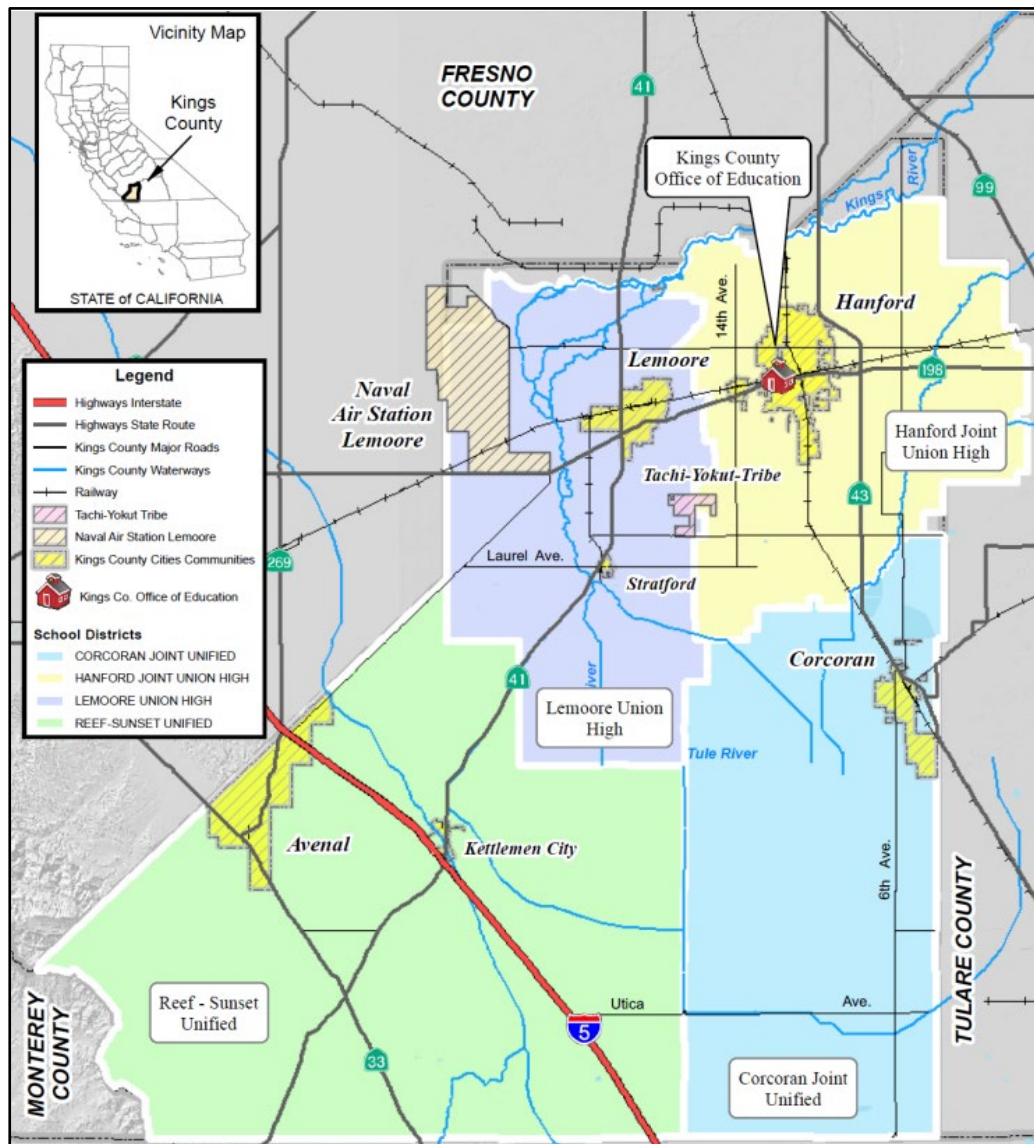 Vicinity Map
Kings
County
STATE of CALIFORNIA
FRESNO
COUNTY
41
Kings County
Office of Education
Kings
River
99
14th Ave.
Hanford
Lemoore
198
Naval
Air Station
Lemoore
Hanford Joint
Union High
Tachi-Yokut-Tribe
43
Laurel Ave.
Stratford
269
Legend
Highways Interstate
Highways State Route
Kings County Major Roads
Kings County Waterways
Railway
Tachi-Yokut Tribe
Naval Air Station Lemoore
Kings County Cities Communities
Kings Co. Office of Education
School Districts
CORCORAN JOINT UNIFIED
HANFORD JOINT UNION HIGH
LEMOORE UNION HIGH
REEF-SUNSET UNIFIED
Corcoran
41
River
Lemoore Union
High
Tule River
Avenal
Kettlemen City
6th Ave.
TULARE COUNTY
Reef - Sunset
Unified
Utica Ave.
5
MONTEREY
COUNTY
33
Corcoran Joint
Unified